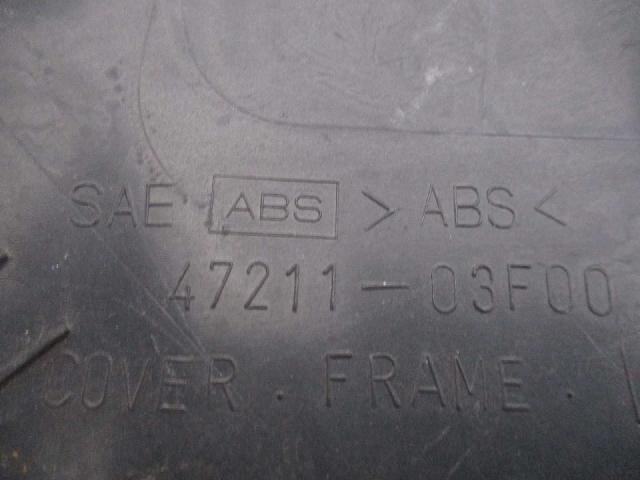 SAE ABS > ABS <
47211-03F00
COVER . FRAME .